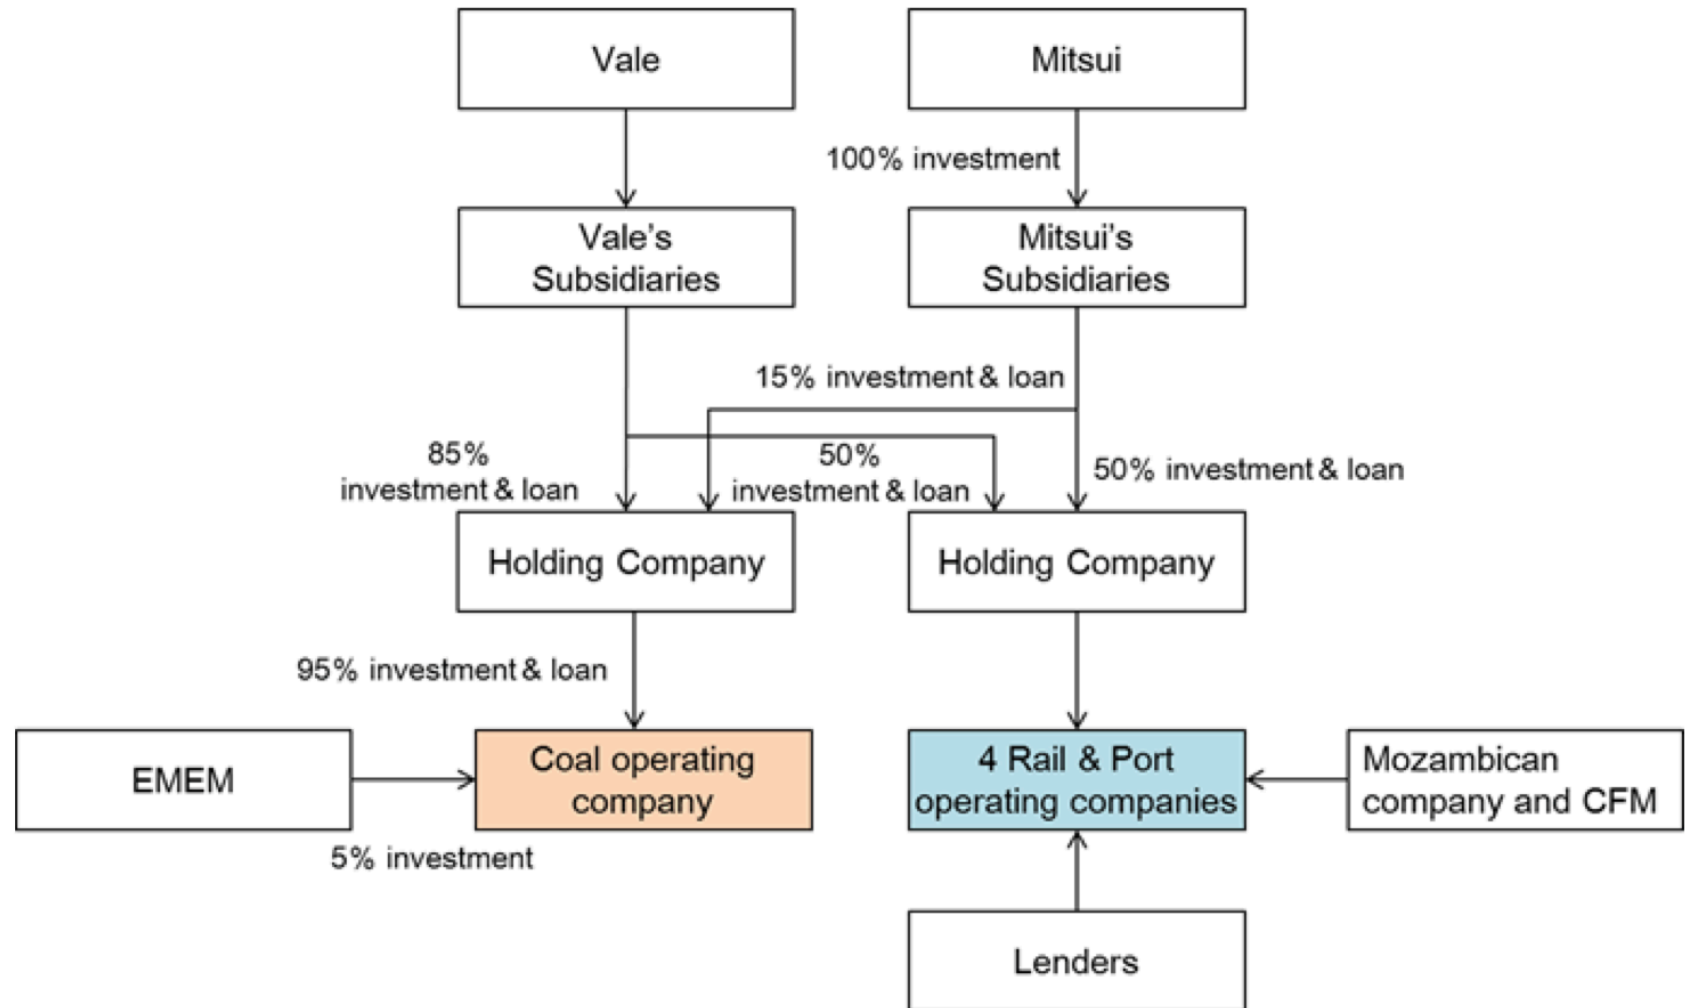 Vale
Mitsui
100% investment
Vale's
Subsidiaries
Mitsui's
Subsidiaries
15% investment & loan
85%
investment & loan
50%
investment & loan
50% investment & loan
Holding Company
Holding Company
95% investment & loan
EMEM
Coal operating
company
4 Rail & Port
operating companies
Mozambican
company and CFM
5% investment
Lenders